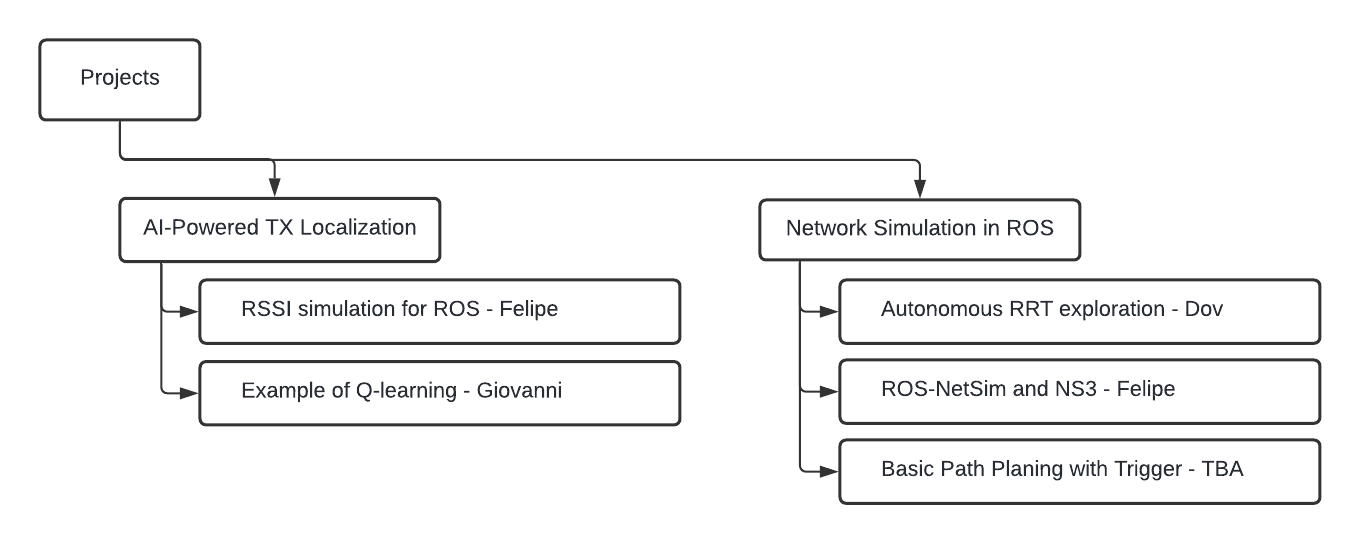 Projects
AI-Powered TX Localization
RSSI simulation for ROS - Felipe
Example of Q-learning - Giovanni
Network Simulation in ROS
Autonomous RRT exploration - Dov
ROS-NetSim and NS3 - Felipe
Basic Path Planing with Trigger - TBA